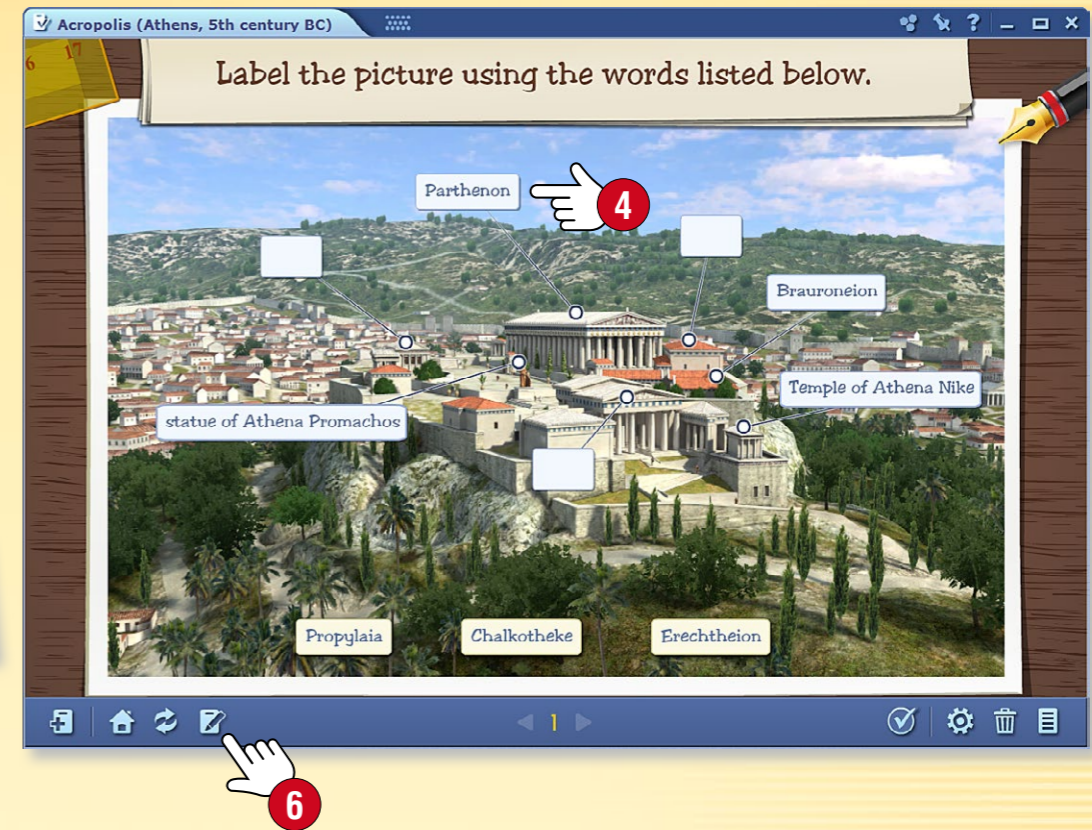 Acropolis (Athens, 5th century BC)
?
6 17
Label the picture using the words listed below.
Parthenon
4
Brauroneion
Temple of Athena Nike
statue of Athena Promachos
Propylaia
Chalkotheke
Erechtheion
1
6